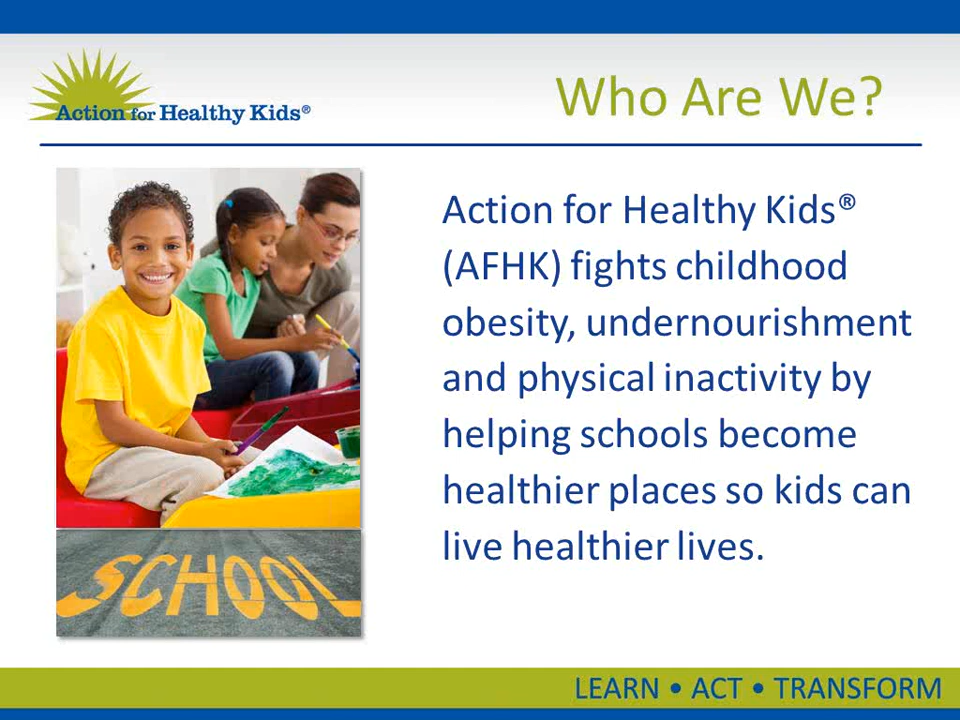 Action for Healthy Kids®
Who Are We?
Action for Healthy Kids®
(AFHK) fights childhood
obesity, undernourishment
and physical inactivity by
helping schools become
healthier places so kids can
live healthier lives.
SCHOOL
LEARN • ACT • TRANSFORM